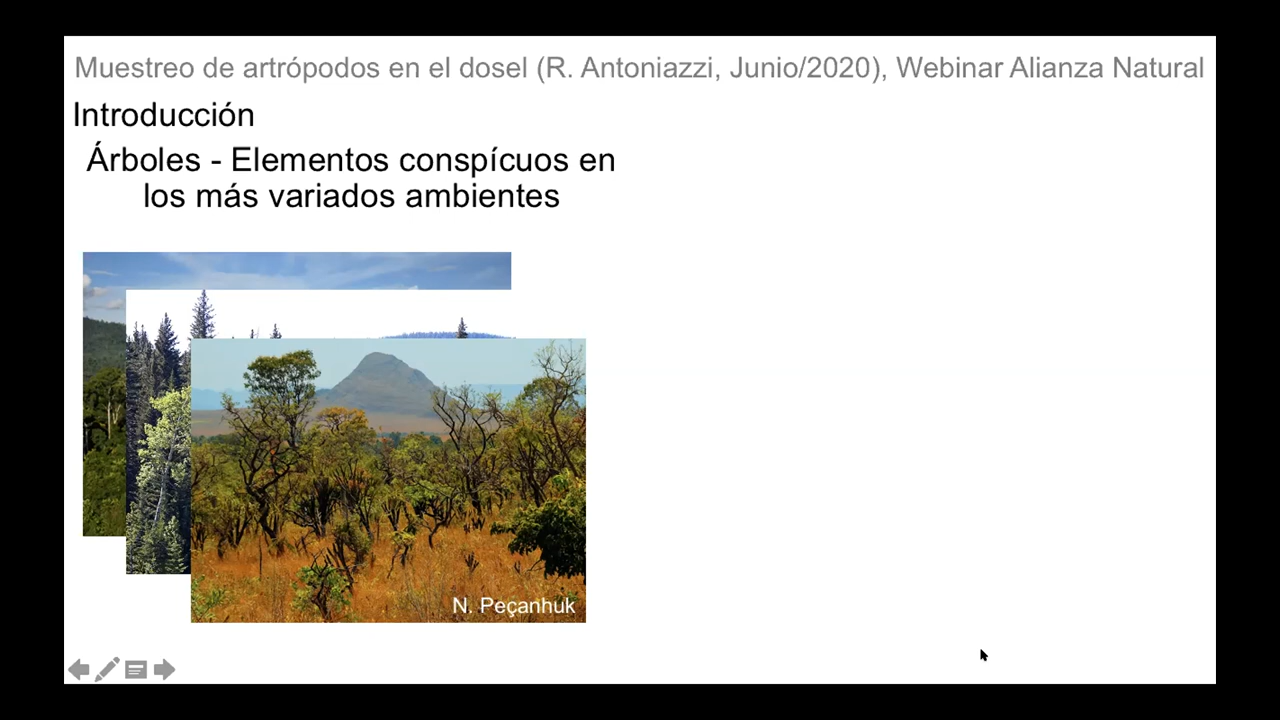 Muestreo de artrópodos en el dosel (R. Antoniazzi, Junio/2020), Webinar Alianza Natural
Introducción
Árboles - Elementos conspícuos en
los más variados ambientes
N. Peçanhuk